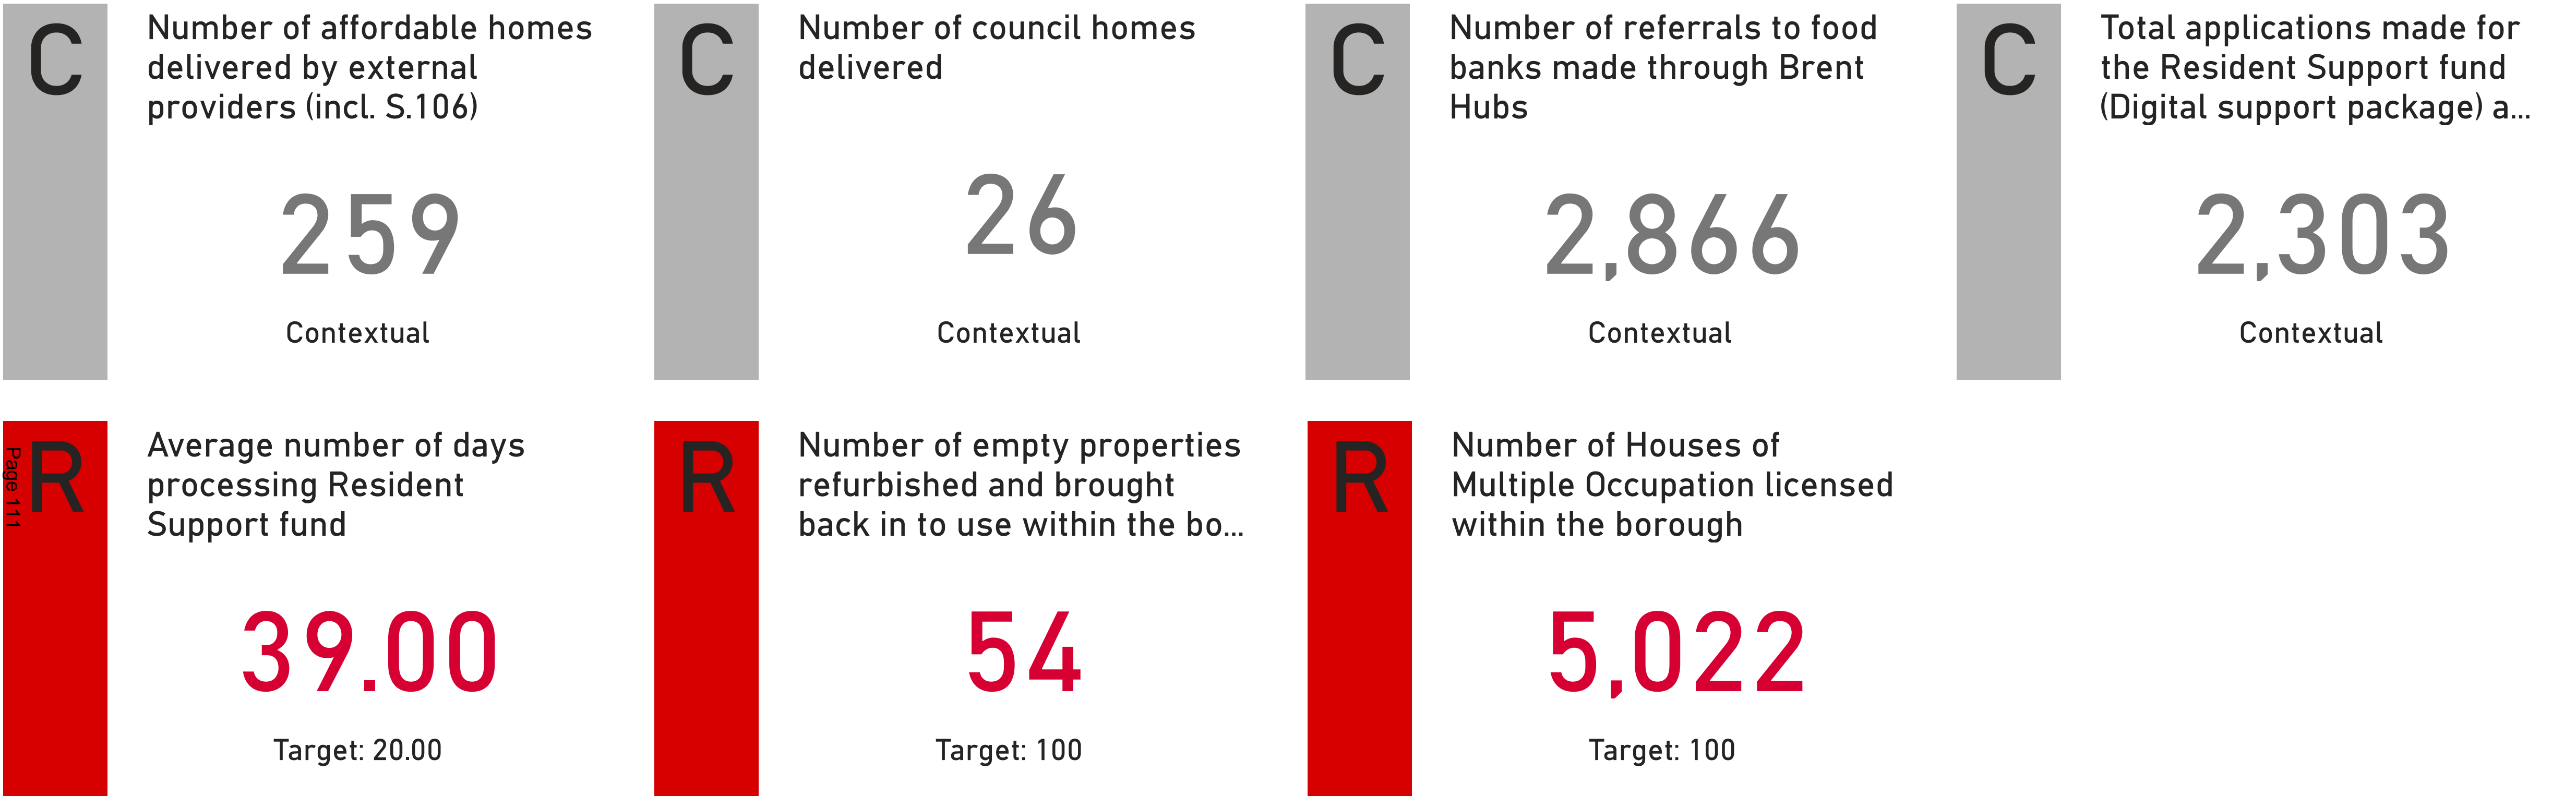 C
Number of affordable homes
delivered by external
providers (incl. S.106)
259
Contextual
C
Number of council homes
delivered
26
Contextual
C
Number of referrals to food
banks made through Brent
Hubs
2,866
Contextual
C
Total applications made for
the Resident Support fund
(Digital support package) a...
2,303
Contextual
R
Page 111
Average number of days
processing Resident
Support fund
39.00
Target: 20.00
R
Number of empty properties
refurbished and brought
back in to use within the bo...
54
Target: 100
R
Number of Houses of
Multiple Occupation licensed
within the borough
5,022
Target: 100